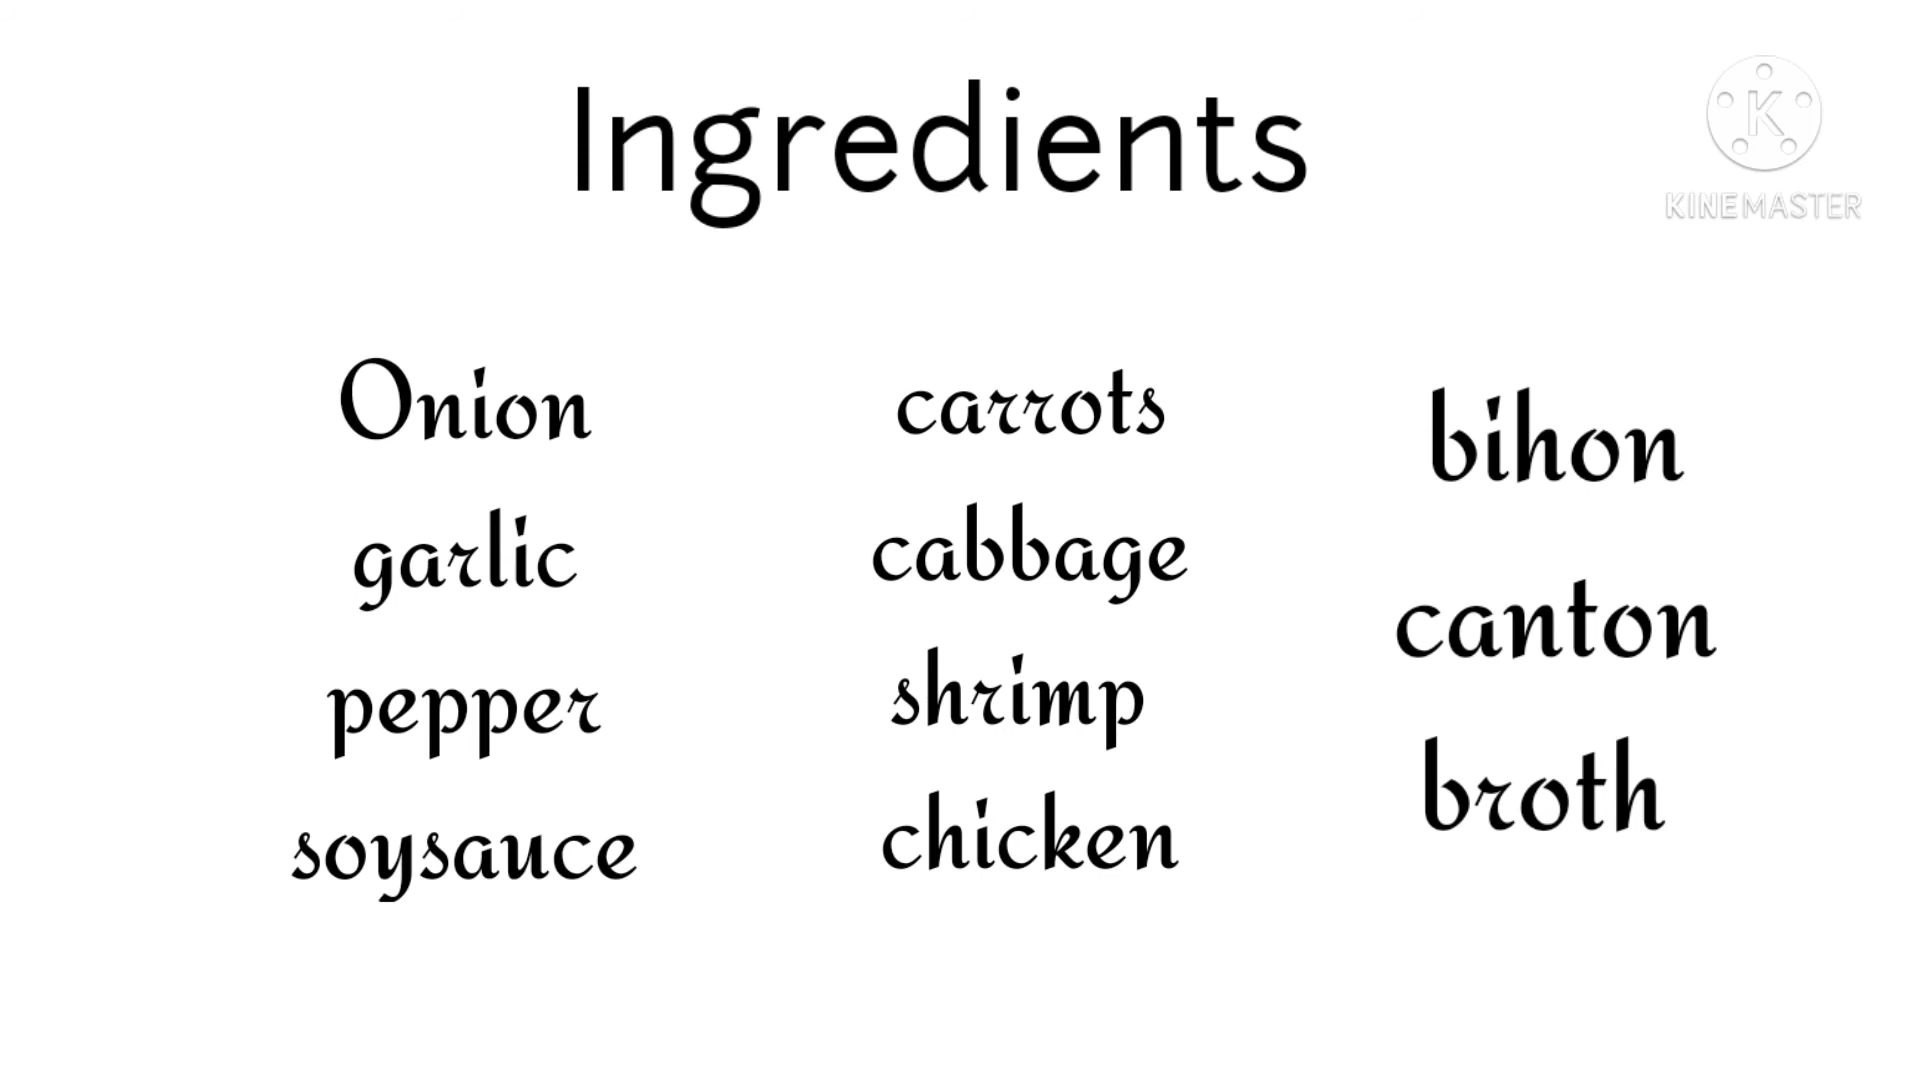 Ingredients
KINEMASTER
Onion
garlic
pepper
soysauce
carrots
cabbage
shrimp
chicken
bihon
canton
broth